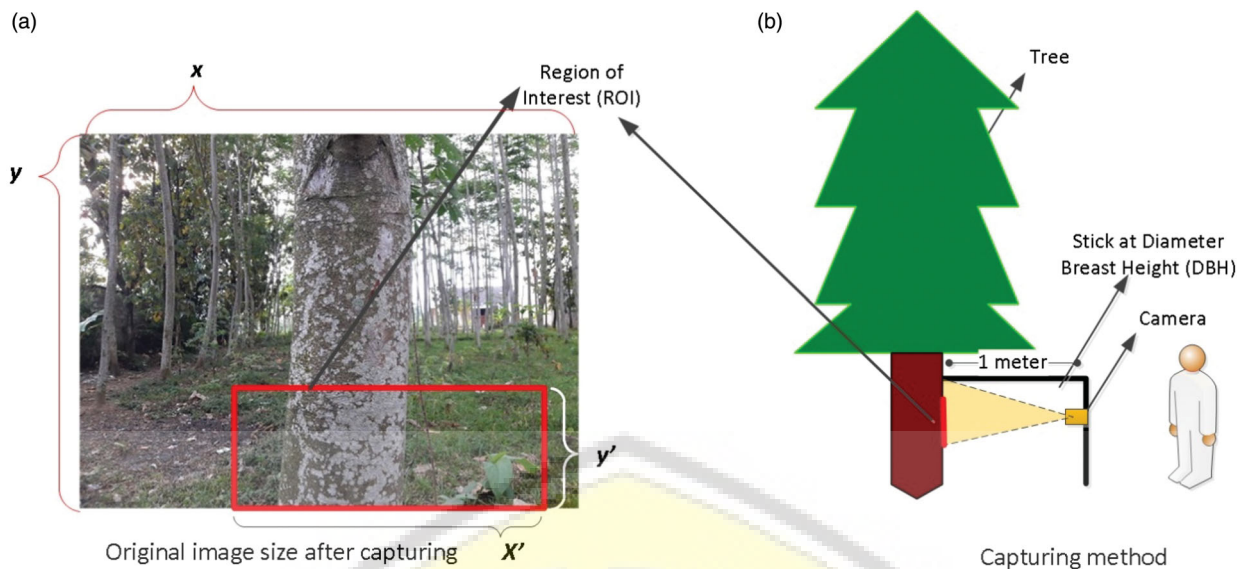 (a)
x
y
Region of
Interest (ROI)
y’
X’
Original image size after capturing
(b)
Tree
Stick at Diameter
Breast Height (DBH)
Camera
1 meter
Capturing method